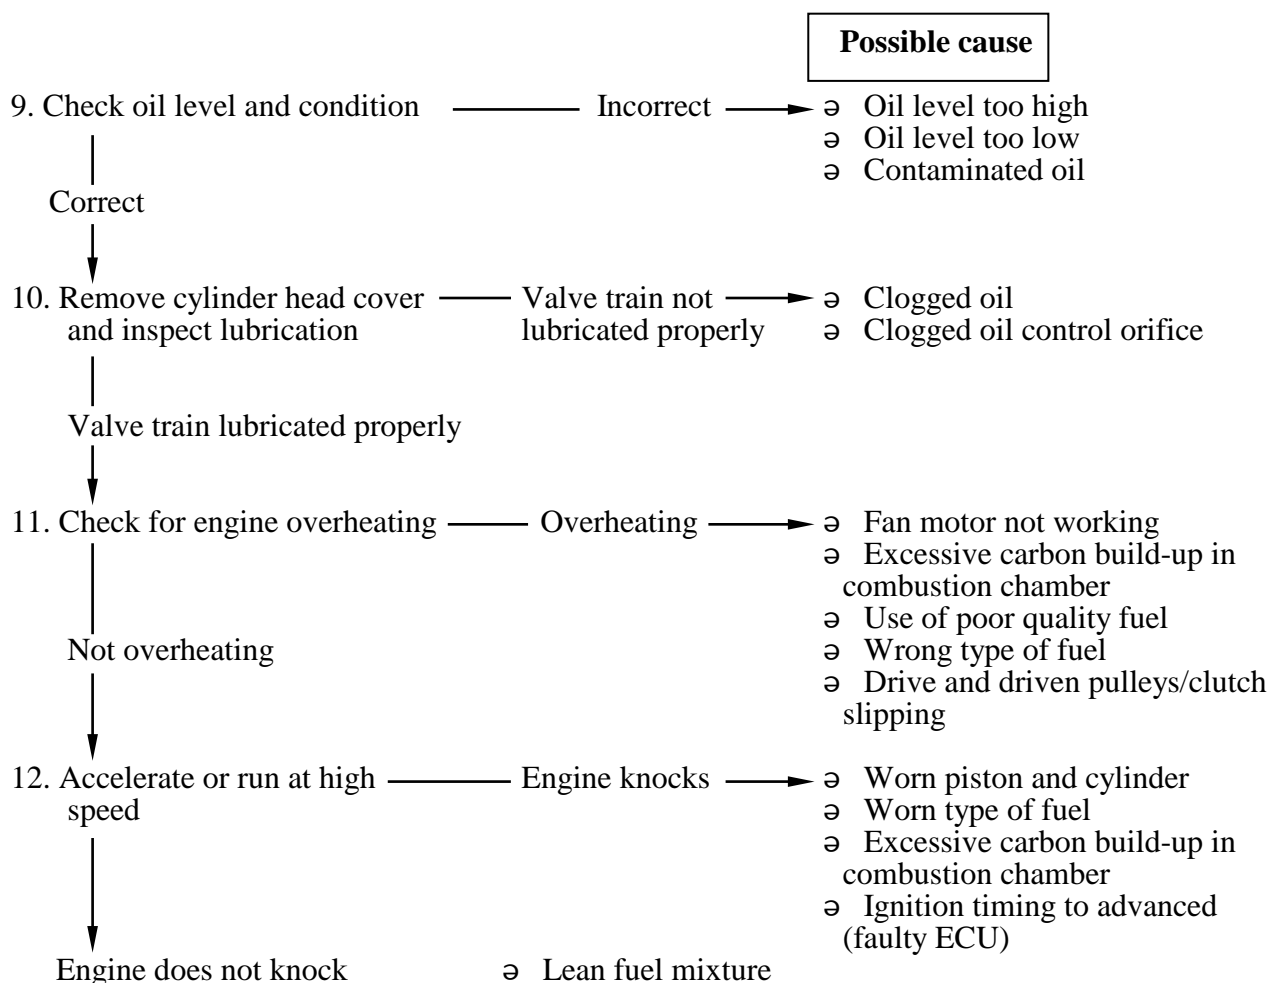 Possible cause
9. Check oil level and condition Incorrect ə Oil level too high
ə Oil level too low
ə Contaminated oil
Correct
10. Remove cylinder head cover Valve train not ə Clogged oil
and inspect lubrication lubricated properly ə Clogged oil control orifice
Valve train lubricated properly
11. Check for engine overheating Overheating ə Fan motor not working
ə Excessive carbon build-up in
combustion chamber
ə Use of poor quality fuel
Not overheating ə Wrong type of fuel
ə Drive and driven pulleys/clutch
slipping
12. Accelerate or run at high Engine knocks ə Worn piston and cylinder
speed ə Worn type of fuel
ə Excessive carbon build-up in
combustion chamber
ə Ignition timing to advanced
(faulty ECU)
Engine does not knock ə Lean fuel mixture